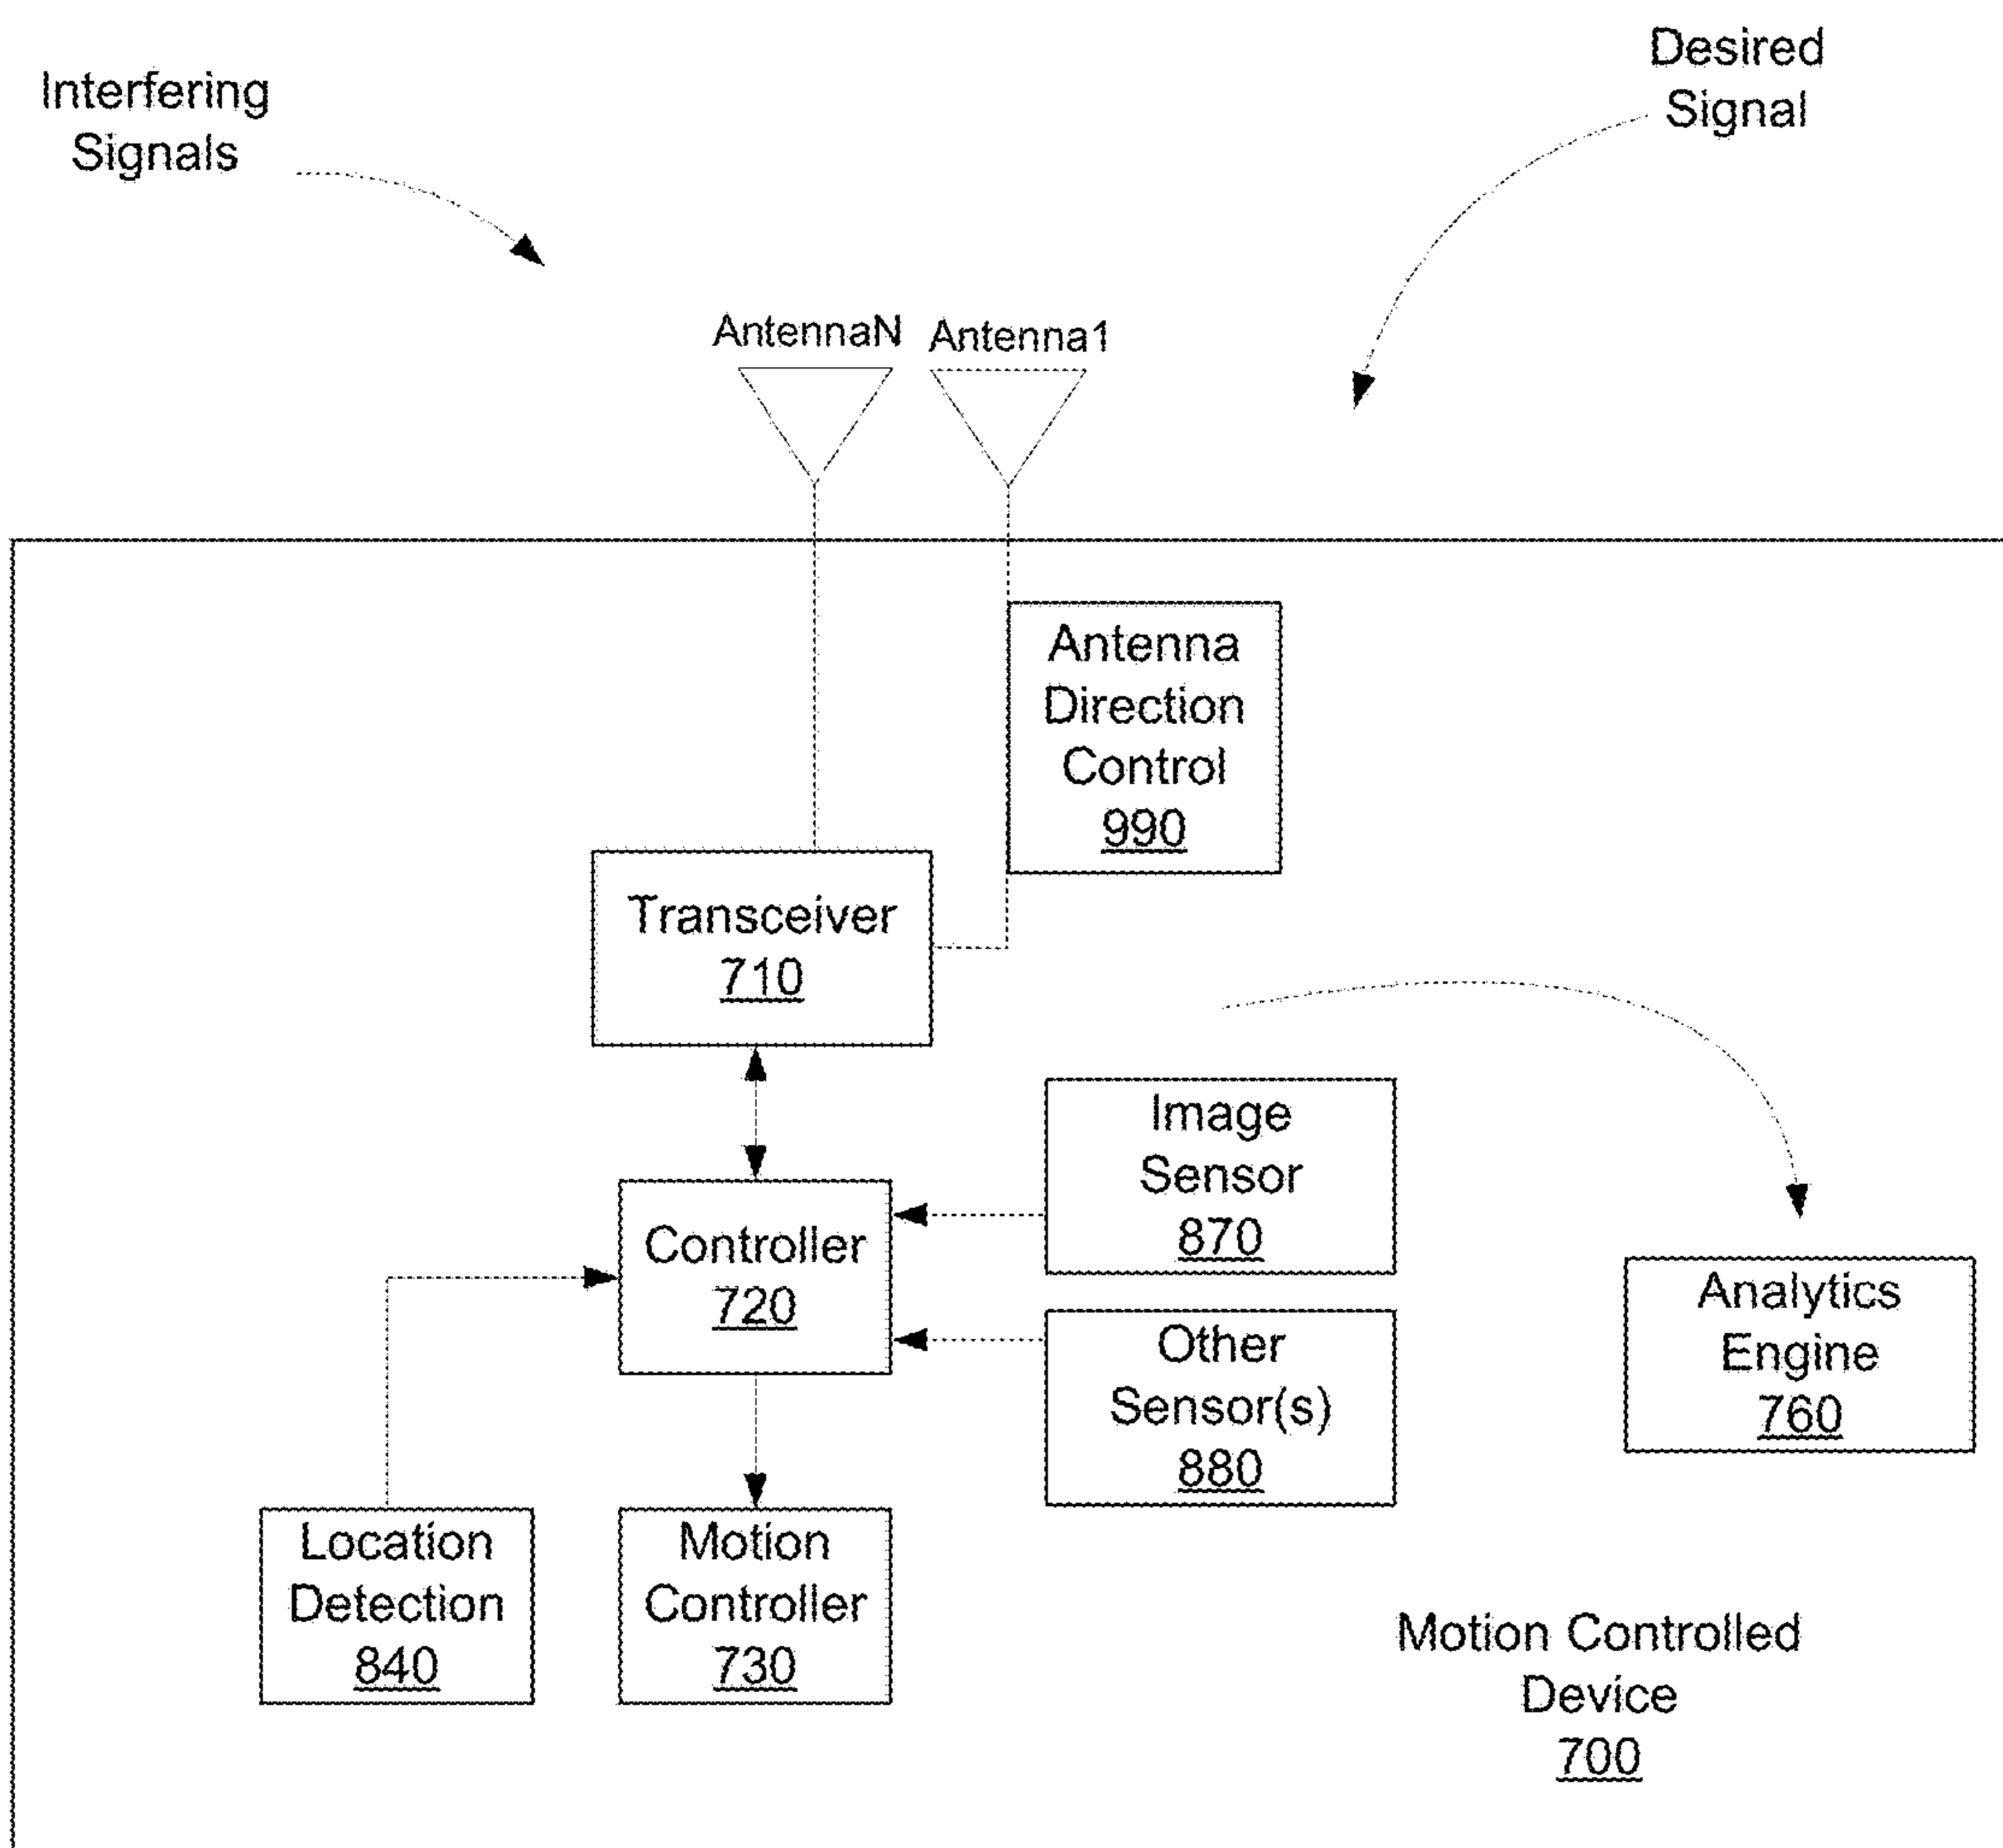 Interfering
Signals
Desired
Signal
AntennaN
Antenna1
Antenna
Direction
Control
990
Transceiver
710
Image
Sensor
870
Controller
720
Analytics
Engine
760
Other
Sensor(s)
880
Location
Detection
840
Motion
Controller
730
Motion Controlled
Device
700